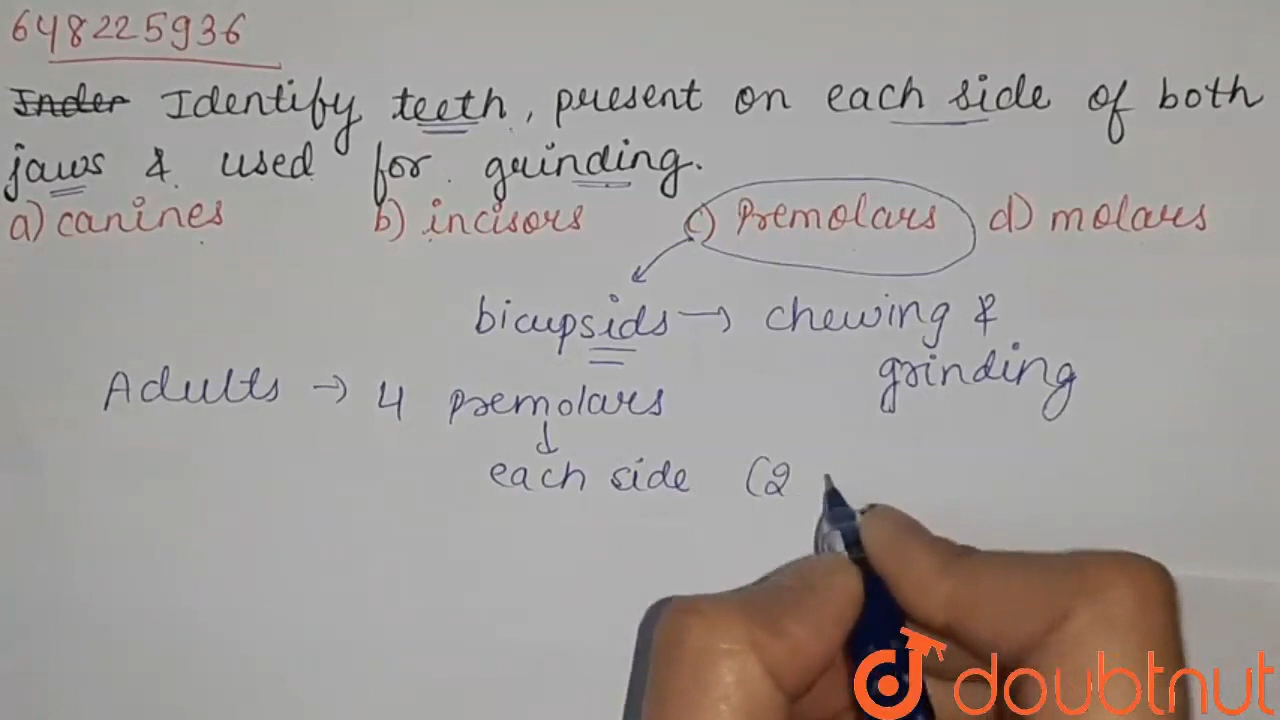 648225936
Inder Identify teeth, present on each side of both
jaws & used for grinding.
a) canines b) incisors c) Premolars d) molars
bicupsids → chewing &
grinding
Adults → 4 premolars
each side (2
doubtnut